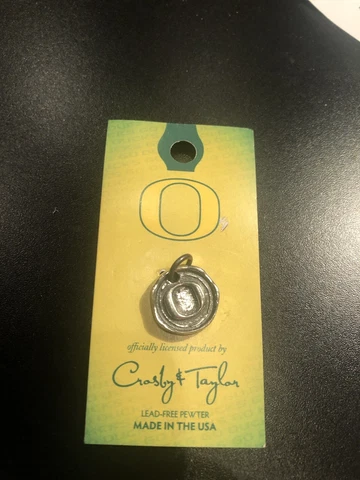 O
officially licensed product by
Crosby & Taylor
LEAD-FREE PEWTER
MADE IN THE USA